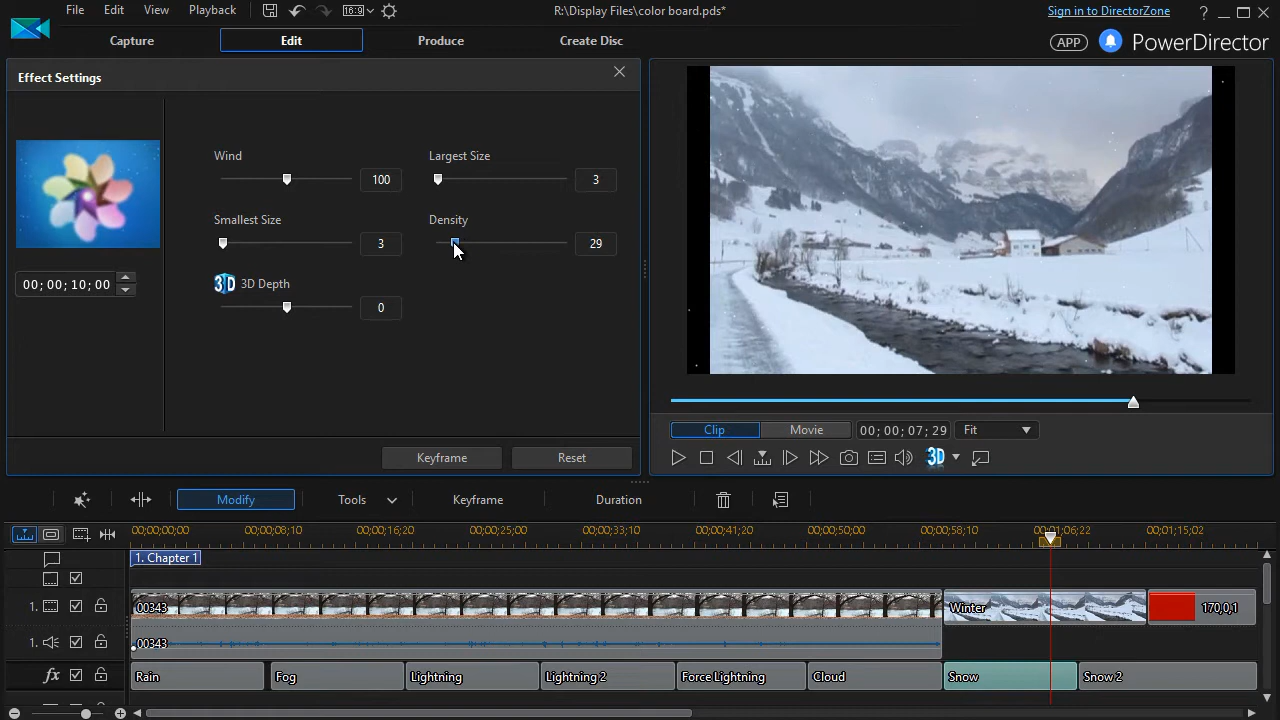 File Edit View Playback 16:9 R:\Display Files\color board.pds* Sign in to DirectorZone ?
Capture Edit Produce Create Disc APP PowerDirector
Effect Settings
Wind 100 Largest Size 3
Smallest Size 3 Density 29
00; 00; 10; 00
3D 3D Depth 0
Keyframe Reset
Clip Movie 00; 00; 07; 29 Fit
3D
Modify Tools Keyframe Duration
00;00;00;00 00;00;08;10 00;00;16;20 00;00;25;00 00;00;33;10 00;00;41;20 00;00;50;00 00;00;58;10 00;01;06;22 00;01;15;02
1. Chapter 1
1. 00343 Winter 170,0,1
1. 00343
fx Rain Fog Lightning Lightning 2 Force Lightning Cloud Snow Snow 2